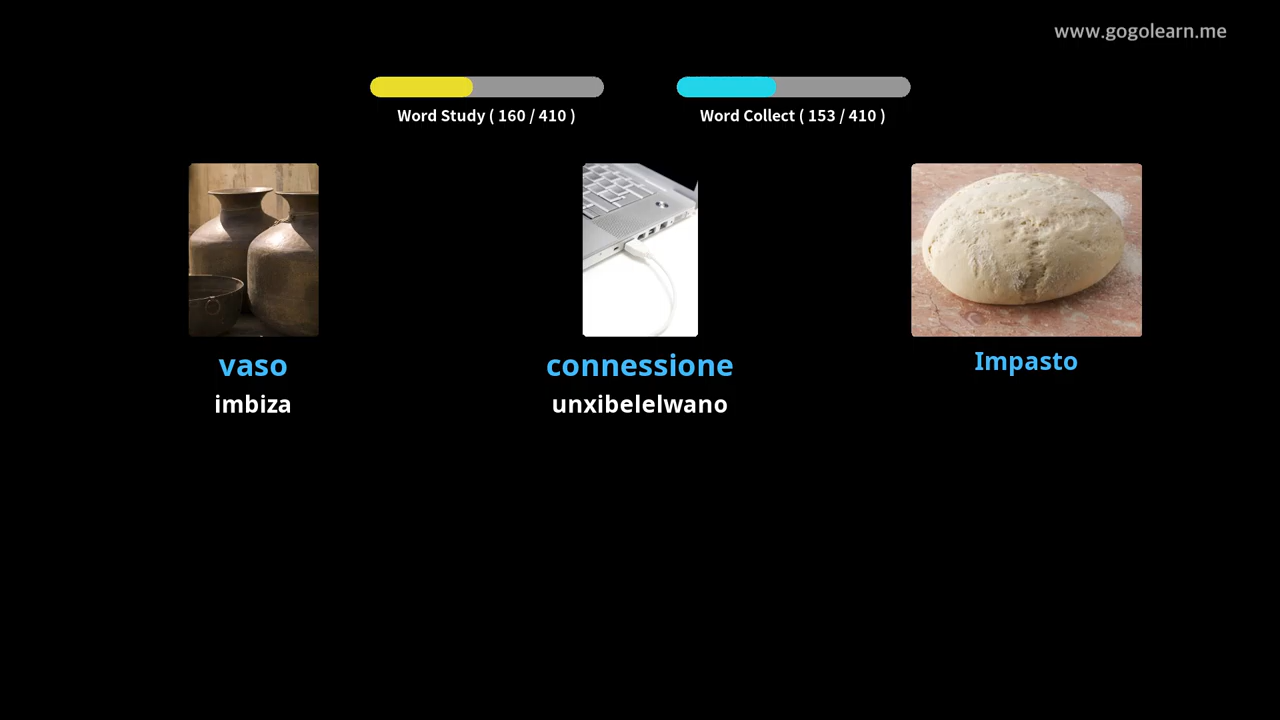 www.gogolearn.me
Word Study ( 160 / 410 )
Word Collect ( 153 / 410 )
vaso
imbiza
connessione
unxibelelwano
Impasto